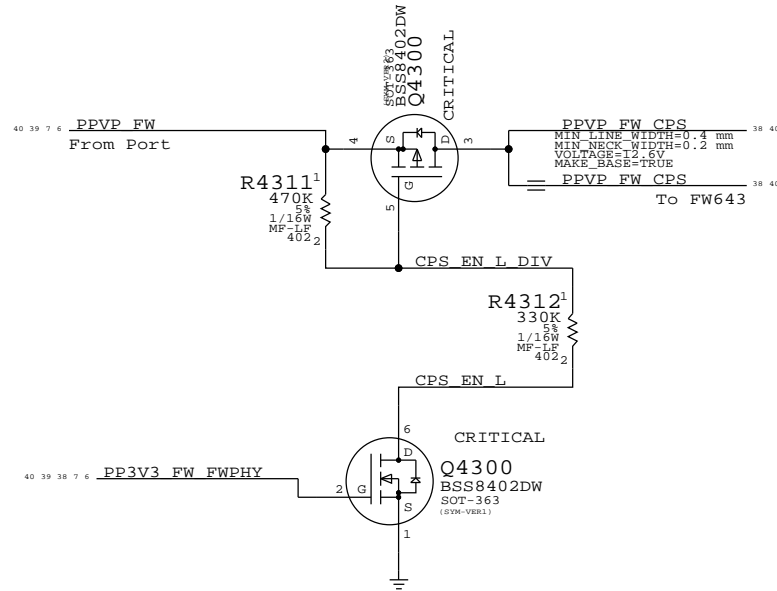 SOT-363
BSS8402DW
Q4300
CRITICAL
40 39 7 6
PPVP_FW
From Port
4
S
D
3
G
5
PPVP_FW_CPS
38 40
MIN_LINE_WIDTH=0.4 mm
MIN_NECK_WIDTH=0.2 mm
VOLTAGE=12.6V
MAKE_BASE=TRUE
PPVP_FW_CPS
38 40
To FW643
R4311
1
470K
5%
1/16W
MF-LF
402
2
CPS_EN_L_DIV
R4312
1
330K
5%
1/16W
MF-LF
402
2
CPS_EN_L
6
CRITICAL
D
Q4300
BSS8402DW
SOT-363
(SYM-VER1)
40 39 38 7 6
PP3V3_FW_FWPHY
2
G
S
1